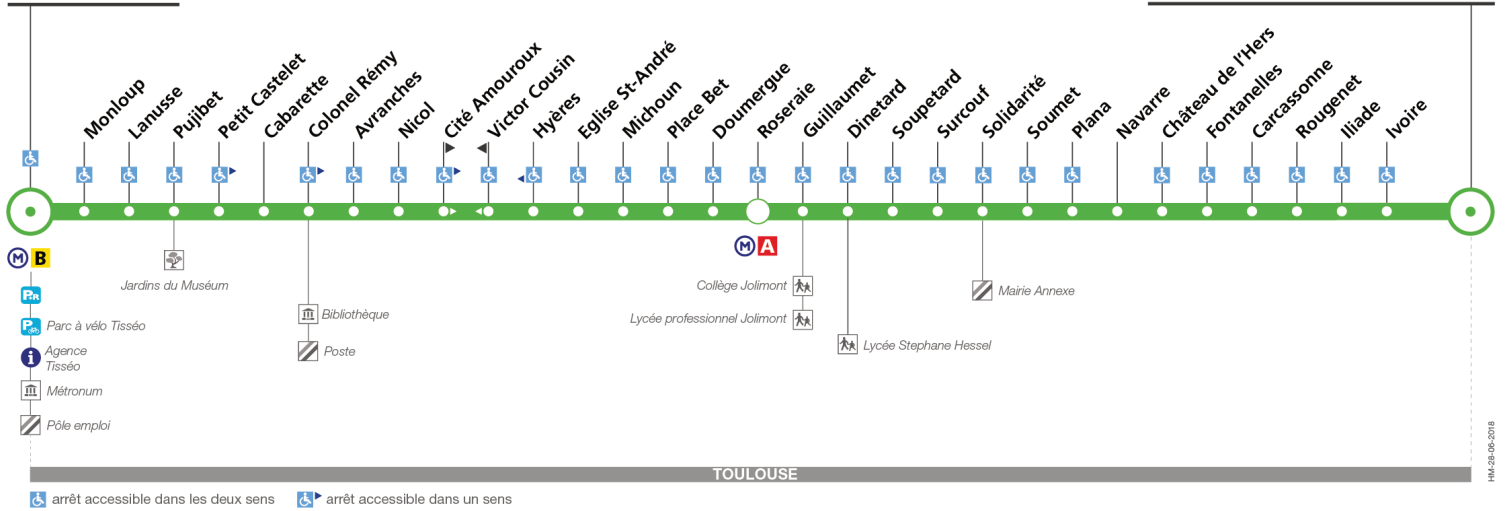 Monloup
Lanusse
Pujibet
Petit Castelet
Cabarette
Colonel Rémy
Avranches
Nicol
Cité Amouroux
Victor Cousin
Hyères
Eglise St-André
Michoun
Place Bet
Doumergue
Roseraie
Guillaumet
Dinetard
Soupetard
Surcouf
Solidarité
Soumet
Plana
Navarre
Château de l'Hers
Fontanelles
Carcassonne
Rougenet
Iliade
Ivoire
M B
M A
Jardins du Muséum
P+R
P Parc à vélo Tisséo
i Agence
Tisséo
Métronum
Pôle emploi
Bibliothèque
Poste
Collège Jolimont
Lycée professionnel Jolimont
Lycée Stephane Hessel
Mairie Annexe
HM-28-06-2018
TOULOUSE
arrêt accessible dans les deux sens
arrêt accessible dans un sens